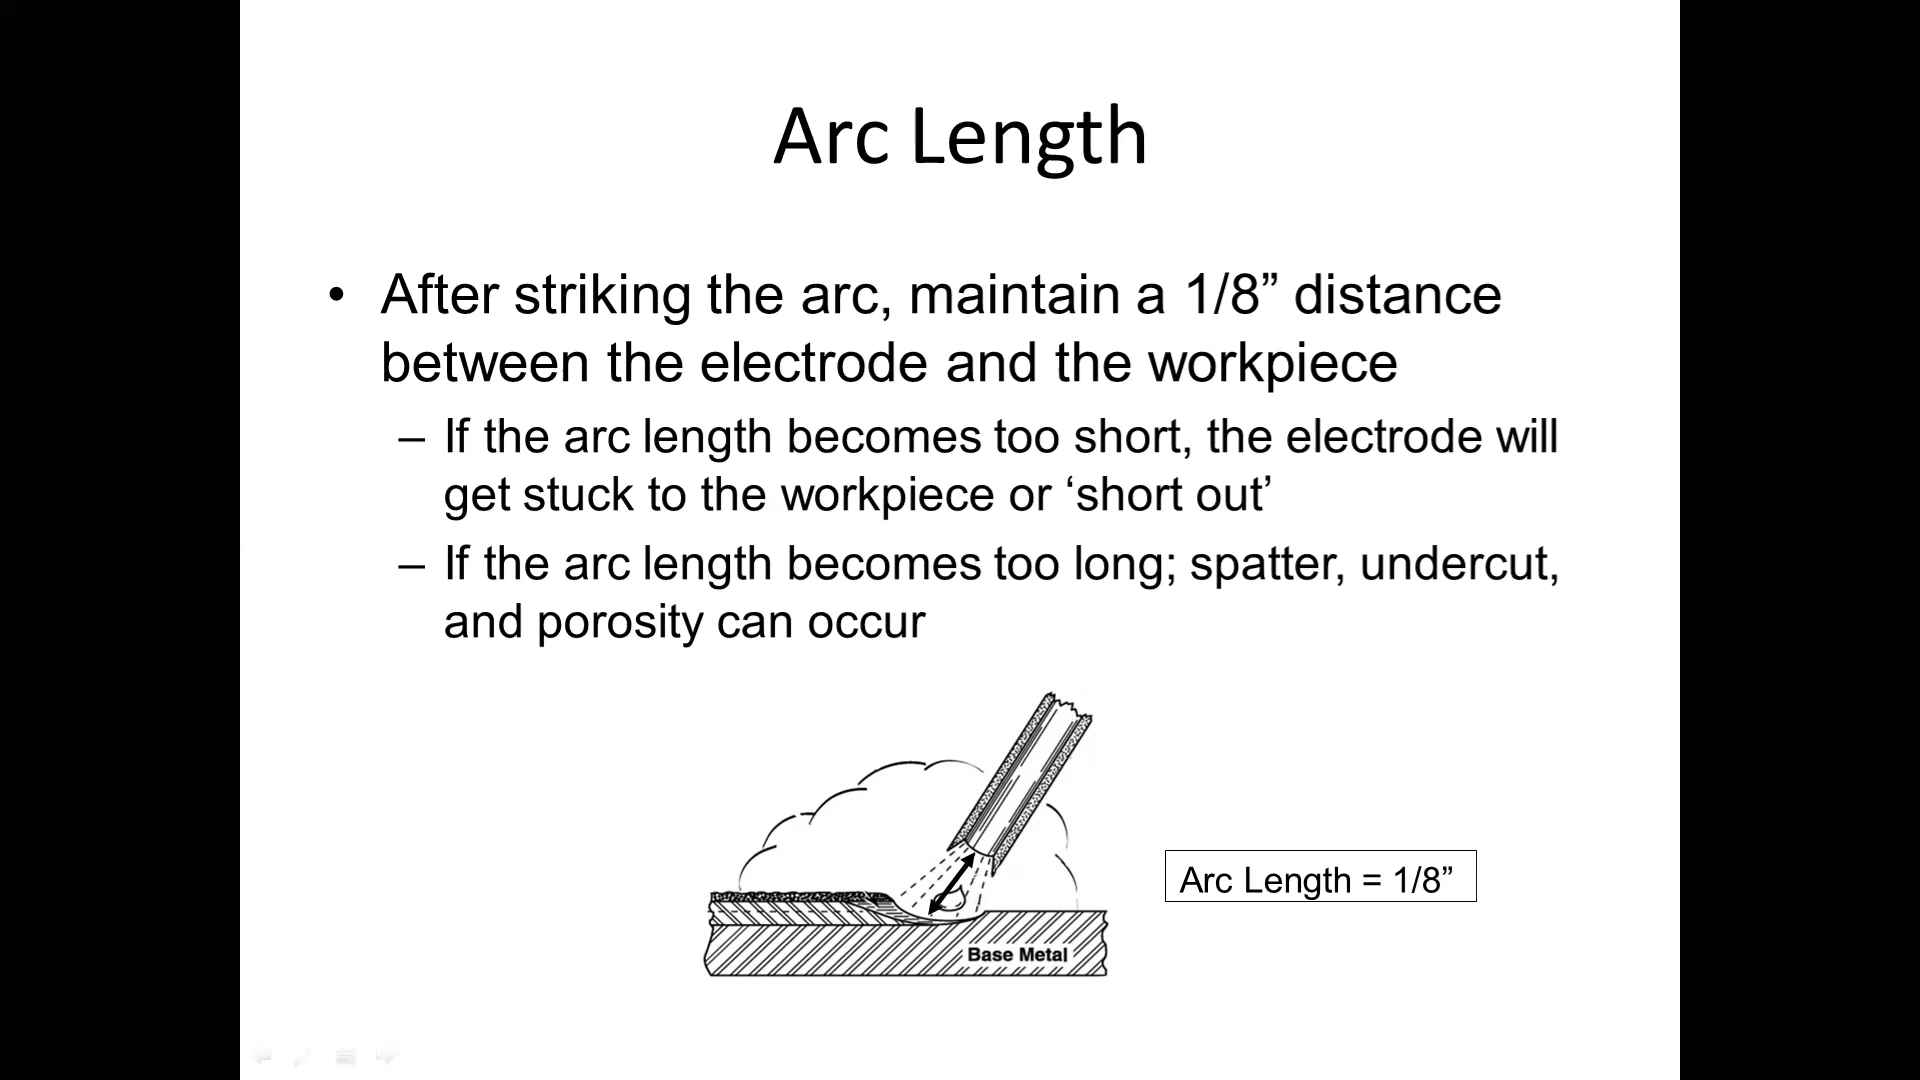 Arc Length
• After striking the arc, maintain a 1/8” distance
between the electrode and the workpiece
– If the arc length becomes too short, the electrode will
get stuck to the workpiece or ‘short out’
– If the arc length becomes too long; spatter, undercut,
and porosity can occur
Arc Length = 1/8”
Base Metal